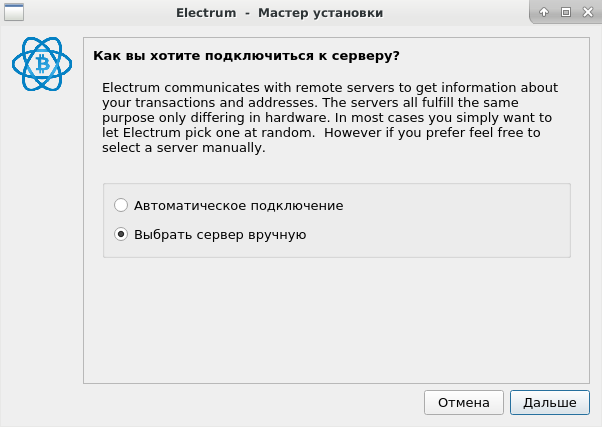 Electrum - Мастер установки
Как вы хотите подключиться к серверу?
Electrum communicates with remote servers to get information about
your transactions and addresses. The servers all fulfill the same
purpose only differing in hardware. In most cases you simply want to
let Electrum pick one at random. However if you prefer feel free to
select a server manually.
Автоматическое подключение
Выбрать сервер вручную
Отмена
Дальше